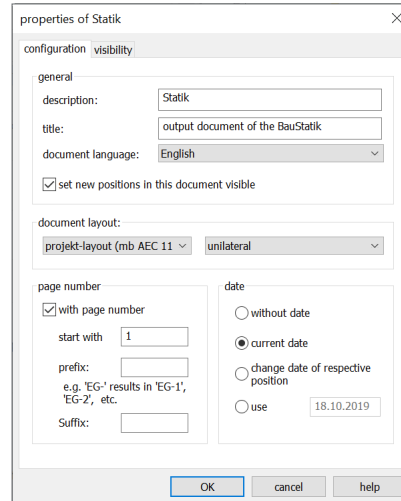 properties of Statik
configuration visibility
general
description: Statik
title: output document of the BauStatik
document language: English
set new positions in this document visible
document layout:
projekt-layout (mb AEC 11 unilateral
page number
with page number
start with 1
prefix:
e.g. 'EG-' results in 'EG-1',
'EG-2', etc.
Suffix:
date
without date
current date
change date of respective
position
use 18.10.2019
OK cancel help